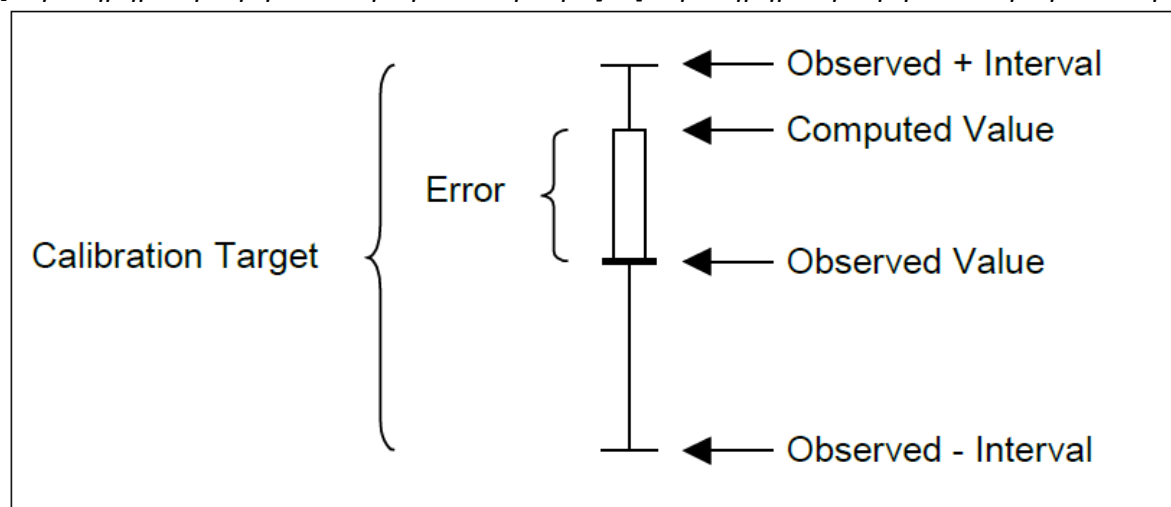 Observed + Interval
Computed Value
Error
Calibration Target
Observed Value
Observed - Interval